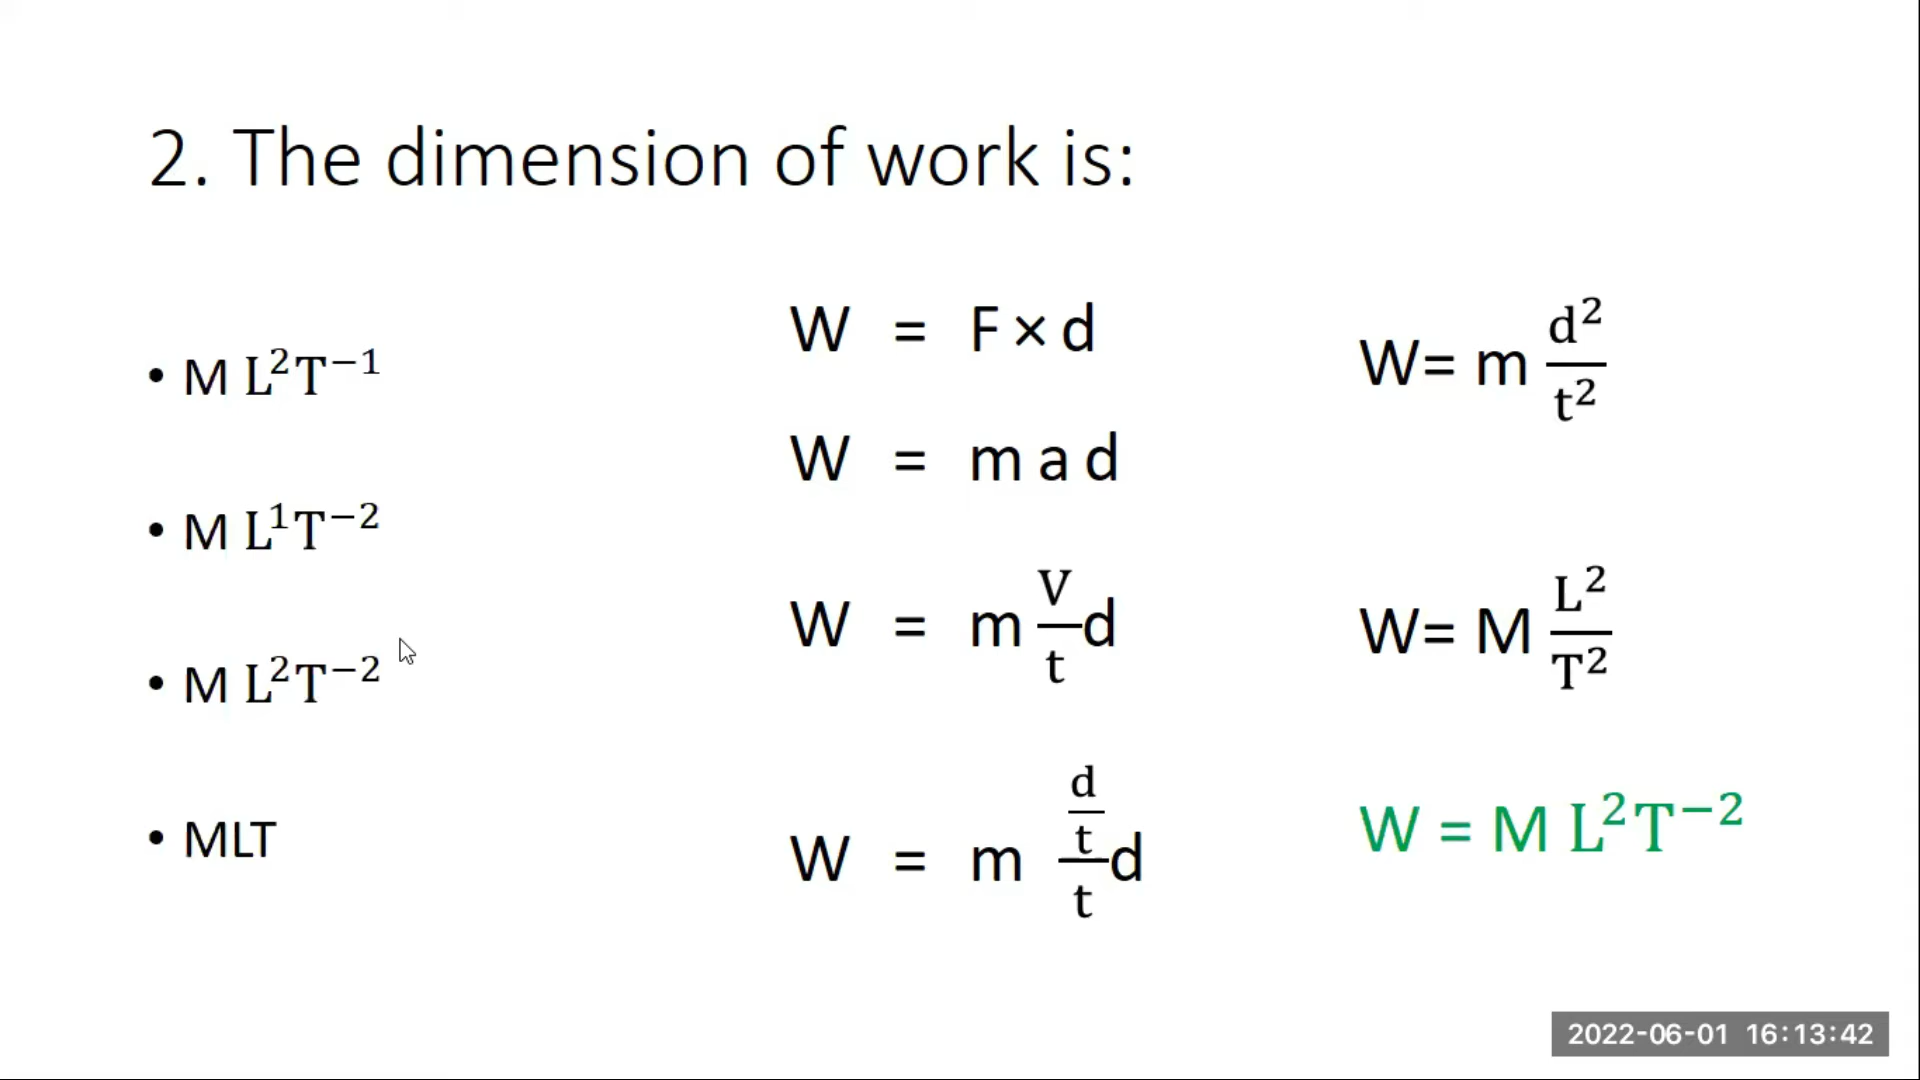 2. The dimension of work is:
• M L²T⁻¹
• M L¹T⁻²
• M L²T⁻²
• MLT
W = F × d
W = m a d
W = m V/t d
W = m (d/t)/t d
W= m d²/t²
W= M L²/T²
W = M L²T⁻²
2022-06-01 16:13:42